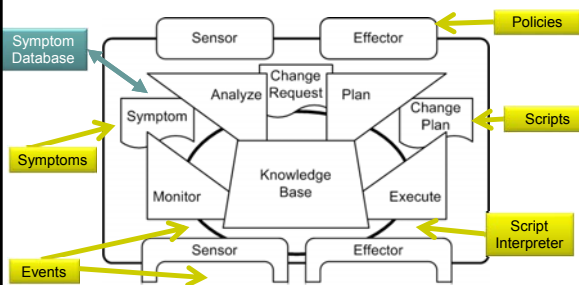 Policies
Sensor
Effector
Symptom
Database
Change
Request
Analyze
Plan
Symptom
Change
Plan
Scripts
Symptoms
Knowledge
Base
Monitor
Execute
Script
Interpreter
Sensor
Effector
Events